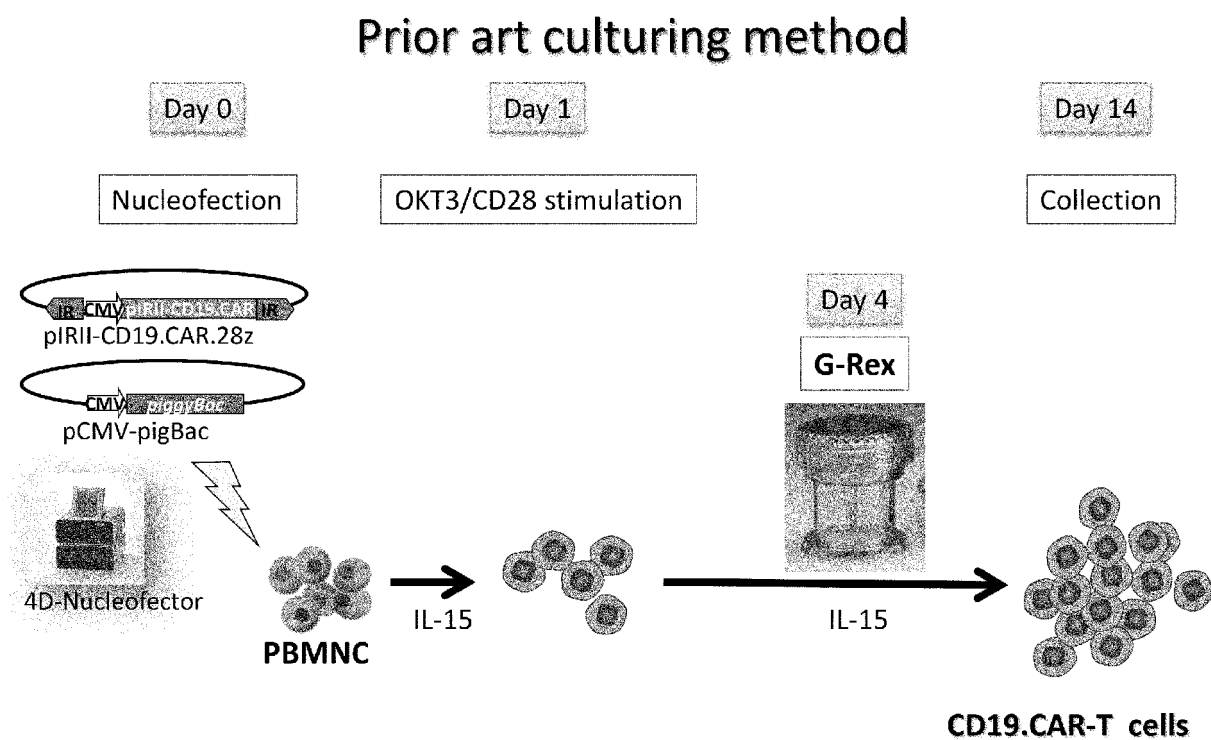 Prior art culturing method
Day 0
Day 1
Day 14
Nucleofection
OKT3/CD28 stimulation
Collection
IR CMV pIRII-CD19.CAR IR
pIRII-CD19.CAR.28z
CMV piggyBac
pCMV-pigBac
Day 4
G-Rex
4D-Nucleofector
PBMNC
IL-15
IL-15
CD19.CAR-T cells